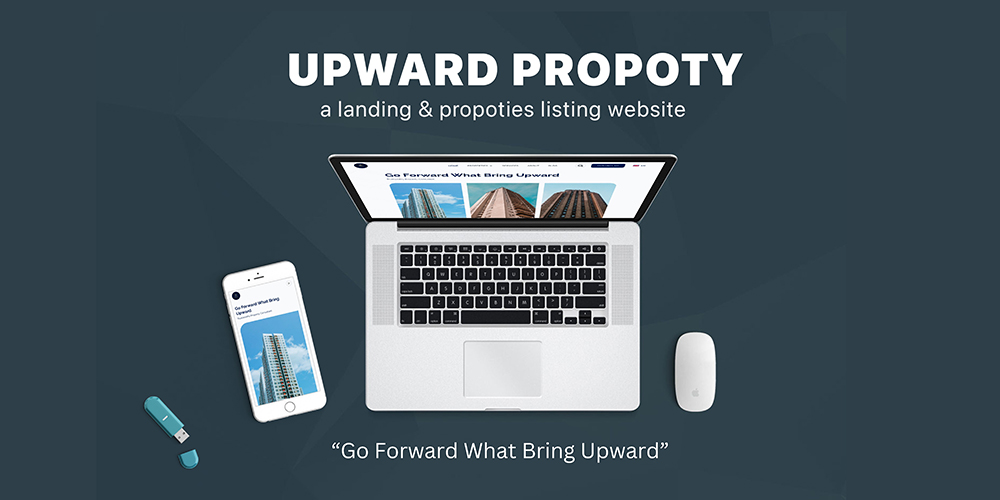 UPWARD PROPOTY
a landing & propoties listing website
Go Forward What Bring Upward
Go Forward What Bring
Upward
“Go Forward What Bring Upward”